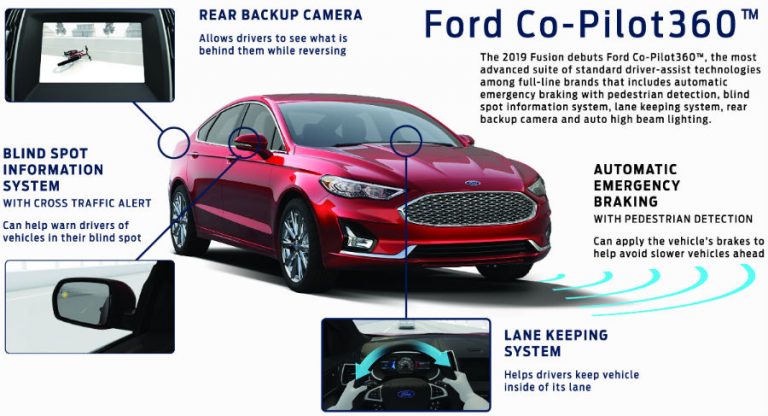 REAR BACKUP CAMERA
Allows drivers to see what is
behind them while reversing
Ford Co-Pilot360™
The 2019 Fusion debuts Ford Co-Pilot360™, the most
advanced suite of standard driver-assist technologies
among full-line brands that includes automatic
emergency braking with pedestrian detection, blind
spot information system, lane keeping system, rear
backup camera and auto high beam lighting.
BLIND SPOT
INFORMATION
SYSTEM
WITH CROSS TRAFFIC ALERT
Can help warn drivers of
vehicles in their blind spot
AUTOMATIC
EMERGENCY
BRAKING
WITH PEDESTRIAN DETECTION
Can apply the vehicle's brakes to
help avoid slower vehicles ahead
Ford
LANE KEEPING
SYSTEM
Helps drivers keep vehicle
inside of its lane
Ford